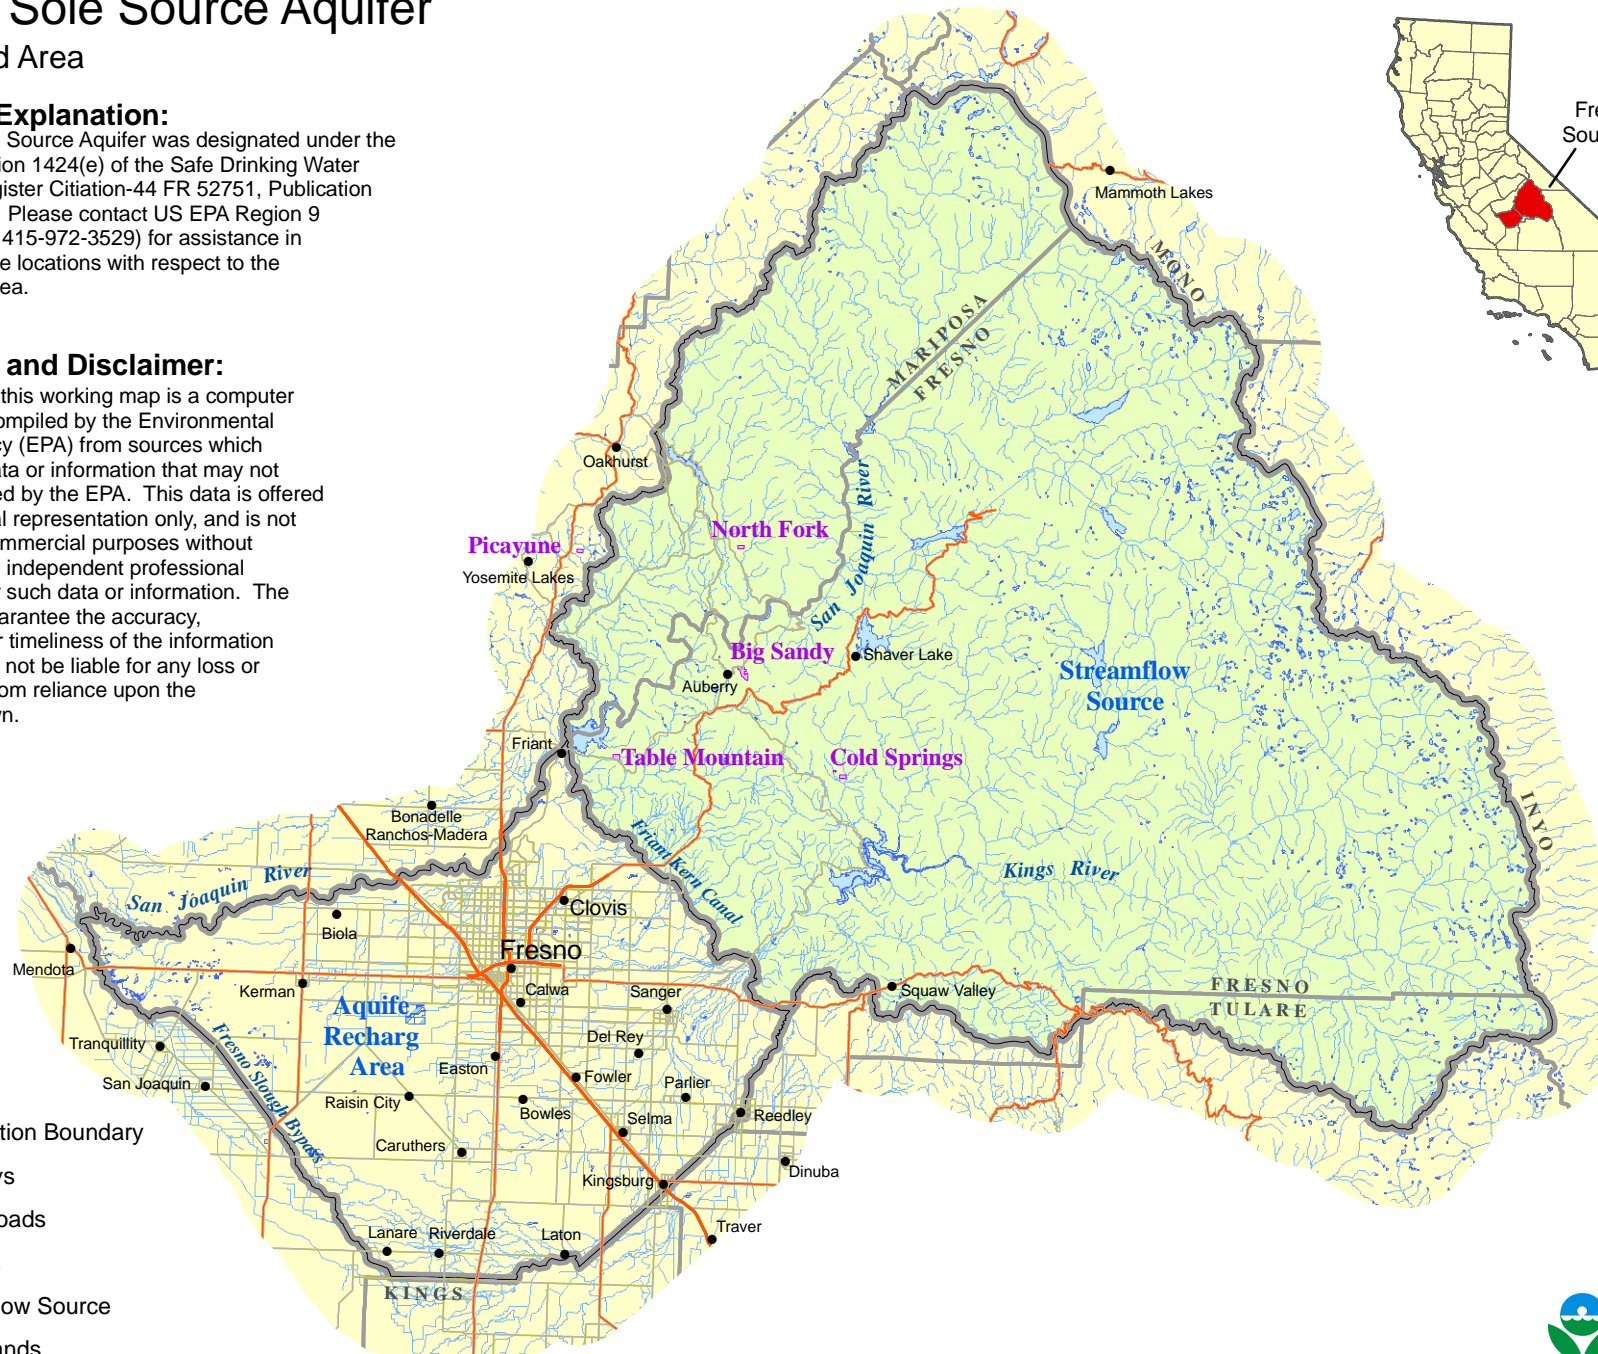 Sole Source Aquifer
d Area
Explanation:
Source Aquifer was designated under the
ion 1424(e) of the Safe Drinking Water
gister Citiation-44 FR 52751, Publication
Please contact US EPA Region 9
415-972-3529) for assistance in
e locations with respect to the
ea.
and Disclaimer:
this working map is a computer
ompiled by the Environmental
cy (EPA) from sources which
ata or information that may not
ed by the EPA. This data is offered
al representation only, and is not
ommercial purposes without
independent professional
y such data or information. The
arantee the accuracy,
r timeliness of the information
not be liable for any loss or
om reliance upon the
wn.
tion Boundary
ys
oads
ow Source
ands
Fre
Sou
Mammoth Lakes
MONO
MARIPOSA
FRESNO
Oakhurst
North Fork
Picayune
Yosemite Lakes
San Joaquin River
Big Sandy
Shaver Lake
Auberry
Streamflow
Source
Friant
Table Mountain
Cold Springs
INYO
Bonadelle
Ranchos-Madera
Friant Kern Canal
Kings River
San Joaquin River
Clovis
Biola
Fresno
Mendota
Kerman
Calwa
Sanger
Squaw Valley
FRESNO
TULARE
Aquife
Recharg
Area
Del Rey
Tranquillity
Fresno Slough Bypass
Easton
San Joaquin
Fowler
Parlier
Raisin City
Bowles
Selma
Reedley
Caruthers
Kingsburg
Dinuba
Traver
Lanare
Riverdale
Laton
KINGS